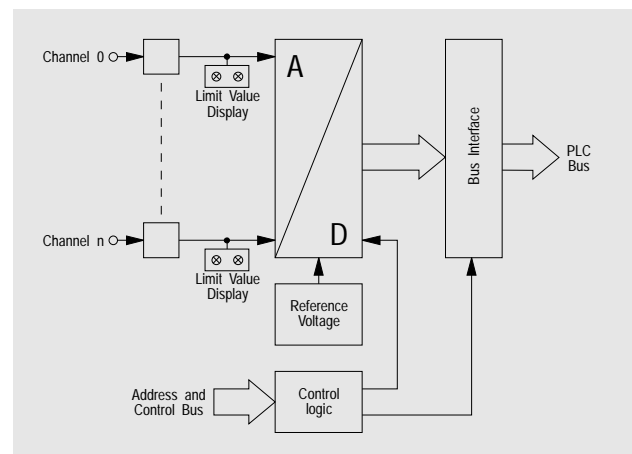 Channel 0
A
Limit Value
Display
Bus Interface
PLC
Bus
Channel n
D
Limit Value
Display
Reference
Voltage
Address and
Control Bus
Control
logic